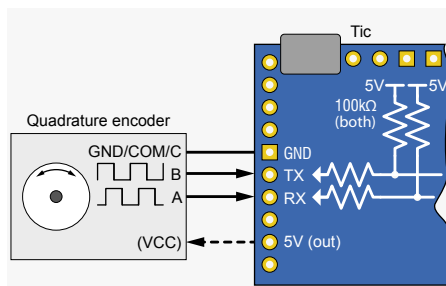 Tic
5V 5V
100kΩ
(both)
Quadrature encoder
GND/COM/C
GND
B
TX
A
RX
(VCC)
5V (out)